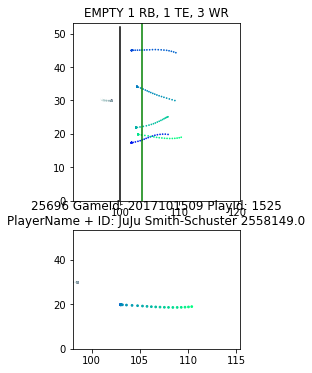 EMPTY 1 RB, 1 TE, 3 WR
50
40
30
20
10
0
100 110 120
25696 GameId: 2017101509 PlayId: 1525
PlayerName + ID: JuJu Smith-Schuster 2558149.0
40
20
0
100 105 110 115